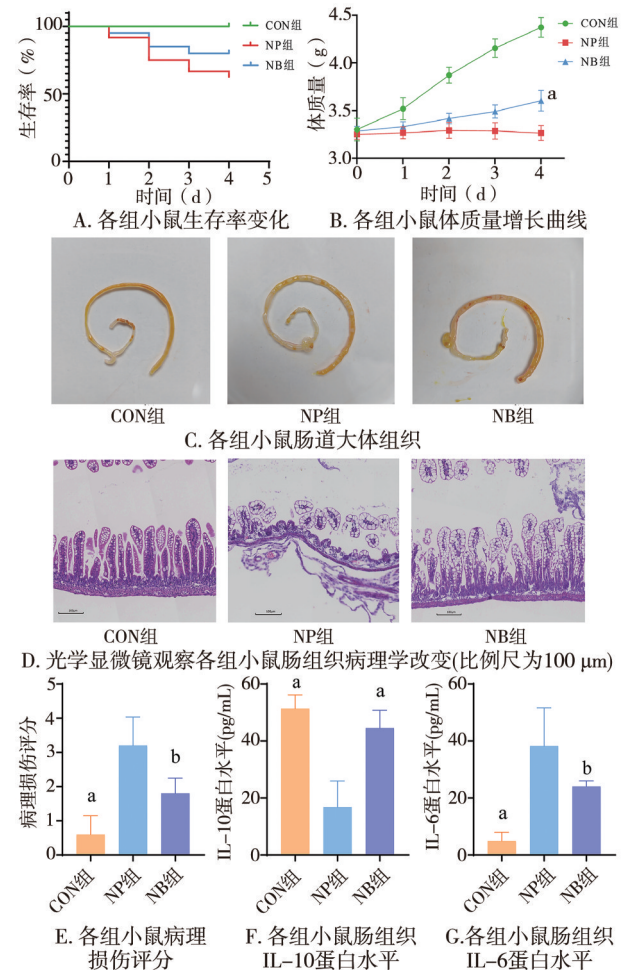 生存率（%）
100
50
0
0 1 2 3 4 5
时间（d）
CON组
NP组
NB组
A. 各组小鼠生存率变化
体质量（g）
4.5
4.0
3.5
3.0
0 1 2 3 4
时间（d）
CON组
NP组
NB组
a
B. 各组小鼠体质量增长曲线
CON组 NP组 NB组
C. 各组小鼠肠道大体组织
CON组 NP组 NB组
D. 光学显微镜观察各组小鼠肠组织病理学改变(比例尺为100 μm)
病理损伤评分
5
4
3
2
1
0
a
b
CON组 NP组 NB组
E. 各组小鼠病理
损伤评分
IL-10蛋白水平(pg/mL)
60
40
20
0
a
a
CON组 NP组 NB组
F. 各组小鼠肠组织
IL-10蛋白水平
IL-6蛋白水平(pg/mL)
60
40
20
0
a
b
CON组 NP组 NB组
G.各组小鼠肠组织
IL-6蛋白水平